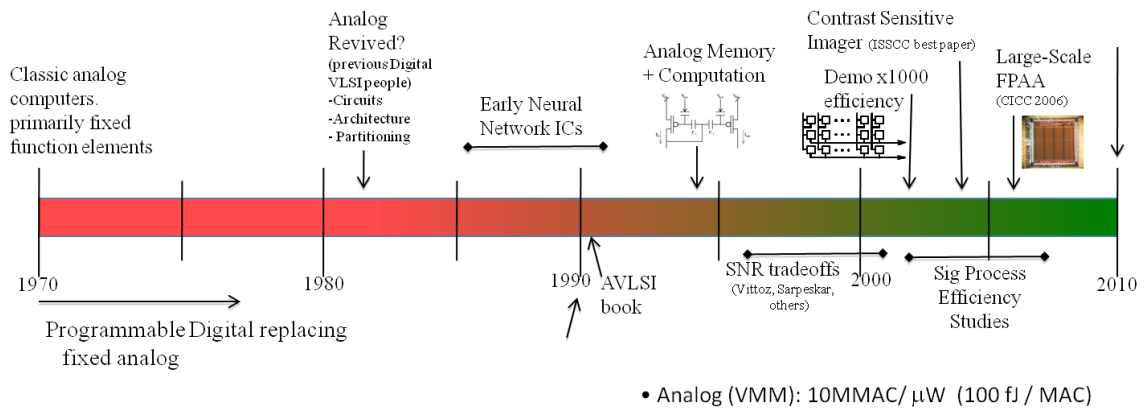 Classic analog
computers.
primarily fixed
function elements
Analog
Revived?
(previous Digital
VLSI people)
-Circuits
-Architecture
- Partitioning
Early Neural
Network ICs
Analog Memory
+ Computation
Contrast Sensitive
Imager (ISSCC best paper)
Demo x1000
efficiency
Large-Scale
FPAA
(CICC 2006)
1970
1980
1990
2000
2010
Programmable Digital replacing
fixed analog
AVLSI
book
SNR tradeoffs
(Vittoz, Sarpeskar,
others)
Sig Process
Efficiency
Studies
• Analog (VMM): 10MMAC/ μW (100 fJ / MAC)